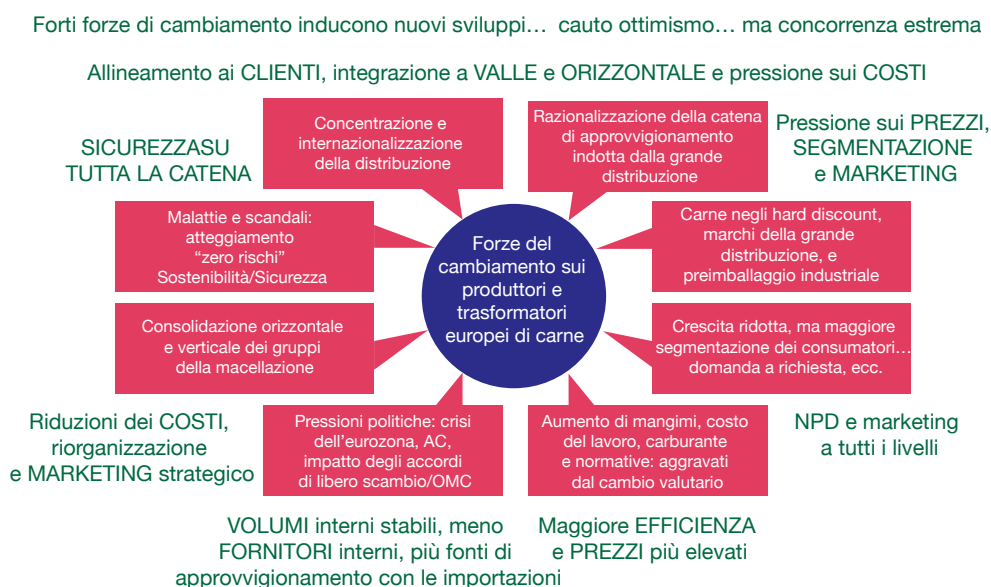 Forti forze di cambiamento inducono nuovi sviluppi… cauto ottimismo… ma concorrenza estrema
Allineamento ai CLIENTI, integrazione a VALLE e ORIZZONTALE e pressione sui COSTI
SICUREZZASU
TUTTA LA CATENA
Concentrazione e
internazionalizzazione
della distribuzione
Razionalizzazione della catena
di approvvigionamento
indotta dalla grande
distribuzione
Pressione sui PREZZI,
SEGMENTAZIONE
e MARKETING
Malattie e scandali:
atteggiamento
“zero rischi”
Sostenibilità/Sicurezza
Forze del
cambiamento sui
produttori e
trasformatori
europei di carne
Carne negli hard discount,
marchi della grande
distribuzione, e
preimballaggio industriale
Consolidazione orizzontale
e verticale dei gruppi
della macellazione
Crescita ridotta, ma maggiore
segmentazione dei consumatori…
domanda a richiesta, ecc.
Riduzioni dei COSTI,
riorganizzazione
e MARKETING strategico
Pressioni politiche: crisi
dell’eurozona, AC,
impatto degli accordi
di libero scambio/OMC
Aumento di mangimi, costo
del lavoro, carburante
e normative: aggravati
dal cambio valutario
NPD e marketing
a tutti i livelli
VOLUMI interni stabili, meno
FORNITORI interni, più fonti di
approvvigionamento con le importazioni
Maggiore EFFICIENZA
e PREZZI più elevati